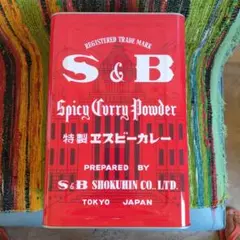 REGISTERED TRADE MARK
S&B
Spicy Curry Powder
特製ヱスビーカレー
PREPARED BY
S&B SHOKUHIN CO., LTD.
TOKYO JAPAN